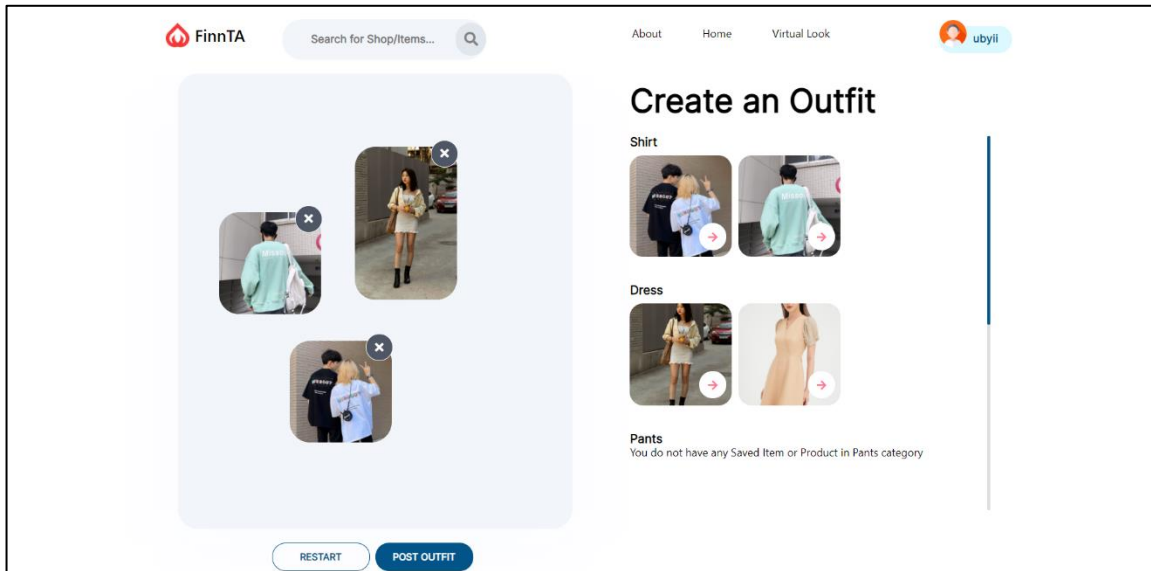 FinnTA
Search for Shop/Items...
About
Home
Virtual Look
ubyii
Create an Outfit
Shirt
Dress
Pants
You do not have any Saved Item or Product in Pants category
RESTART
POST OUTFIT